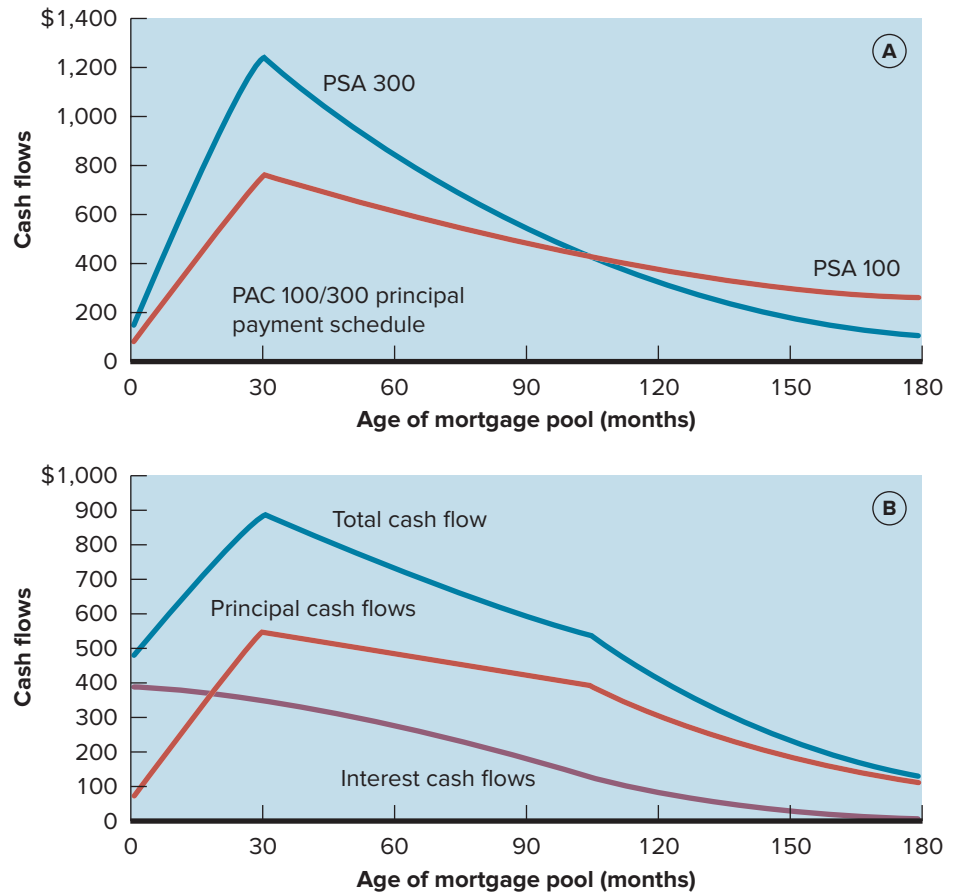 $1,400
A
1,200
PSA 300
1,000
Cash flows
800
600
400
PSA 100
PAC 100/300 principal
200
payment schedule
0
0 30 60 90 120 150 180
Age of mortgage pool (months)
$1,000
B
900
Total cash flow
800
700
Principal cash flows
600
Cash flows
500
400
300
200
Interest cash flows
100
0
0 30 60 90 120 150 180
Age of mortgage pool (months)